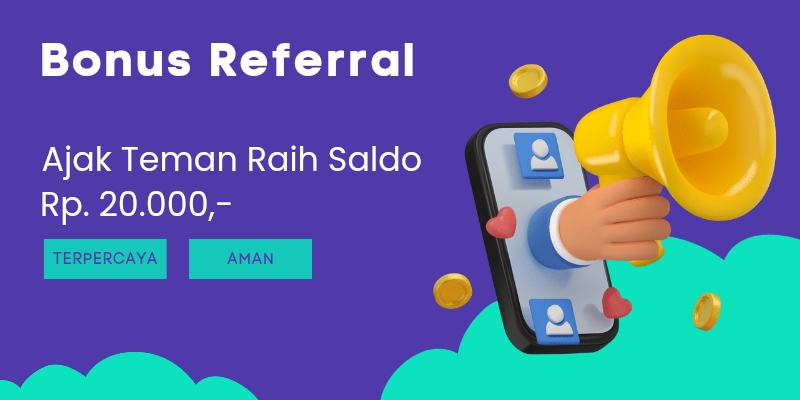 Bonus Referral
Ajak Teman Raih Saldo
Rp. 20.000,-
TERPERCAYA
AMAN